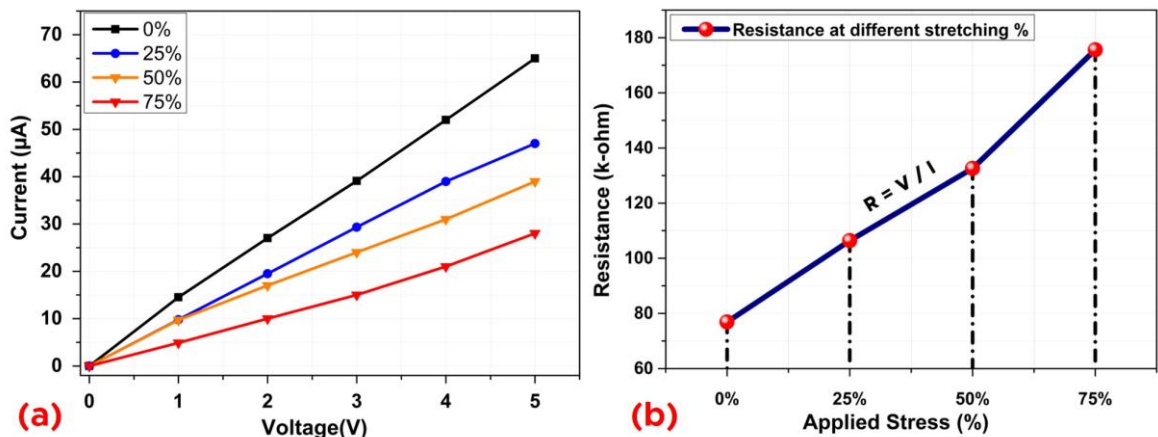 0%
25%
50%
75%
70
60
50
40
30
20
10
0
Current (µA)
0 1 2 3 4 5
Voltage(V)
(a)
Resistance at different stretching %
180
160
140
120
100
80
60
Resistance (k-ohm)
R = V / I
0% 25% 50% 75%
Applied Stress (%)
(b)